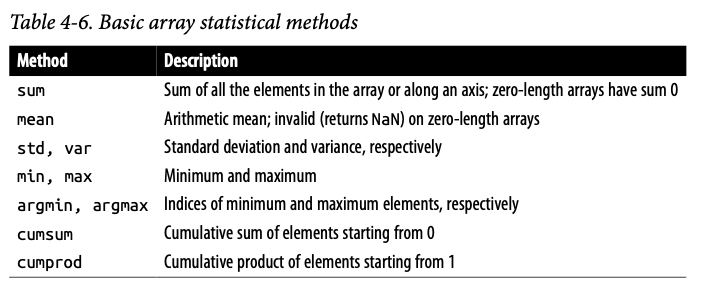 Table 4-6. Basic array statistical methods
Method Description
sum Sum of all the elements in the array or along an axis; zero-length arrays have sum 0
mean Arithmetic mean; invalid (returns NaN) on zero-length arrays
std, var Standard deviation and variance, respectively
min, max Minimum and maximum
argmin, argmax Indices of minimum and maximum elements, respectively
cumsum Cumulative sum of elements starting from 0
cumprod Cumulative product of elements starting from 1